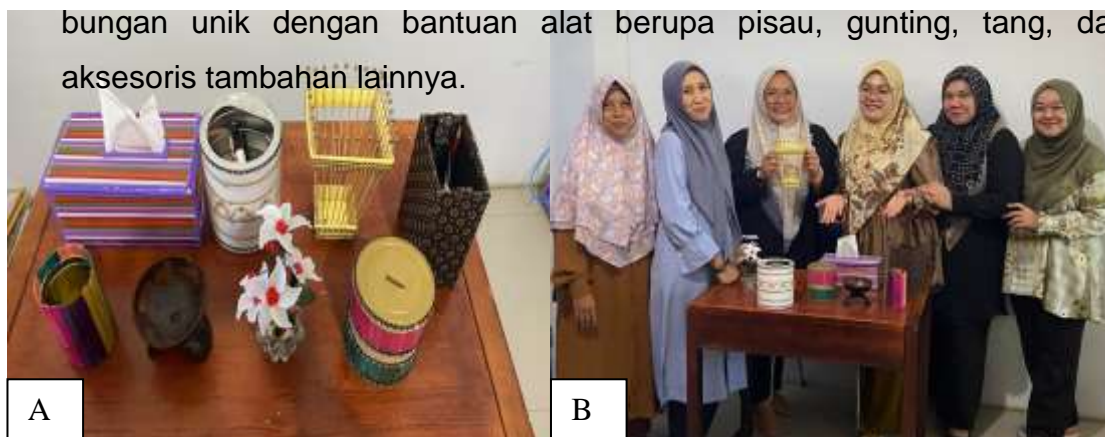 bungan unik dengan bantuan alat berupa pisau, gunting, tang, da
aksesoris tambahan lainnya.
A
B